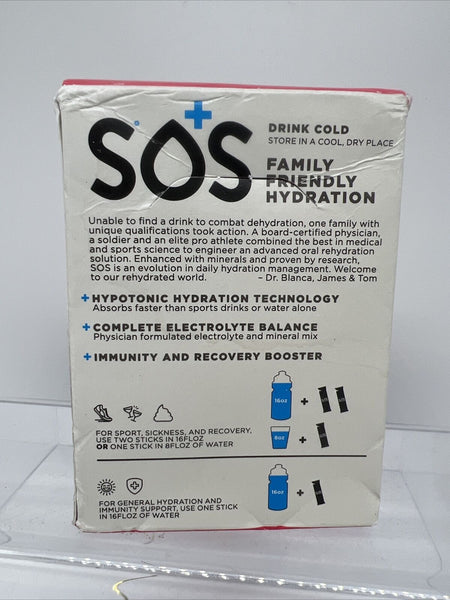 SOS
DRINK COLD
STORE IN A COOL, DRY PLACE
FAMILY
FRIENDLY
HYDRATION
Unable to find a drink to combat dehydration, one family with
unique qualifications took action. A board-certified physician,
a soldier and an elite pro athlete combined the best in medical
and sports science to engineer an advanced oral rehydration
solution. Enhanced with minerals and proven by research,
SOS is an evolution in daily hydration management. Welcome
to our rehydrated world. – Dr. Blanca, James & Tom
+ HYPOTONIC HYDRATION TECHNOLOGY
Absorbs faster than sports drinks or water alone
+ COMPLETE ELECTROLYTE BALANCE
Physician formulated electrolyte and mineral mix
+ IMMUNITY AND RECOVERY BOOSTER
16oz +
8oz +
FOR SPORT, SICKNESS, AND RECOVERY,
USE TWO STICKS IN 16FLOZ
OR ONE STICK IN 8FLOZ OF WATER
16oz +
FOR GENERAL HYDRATION AND
IMMUNITY SUPPORT, USE ONE STICK
IN 16FLOZ OF WATER